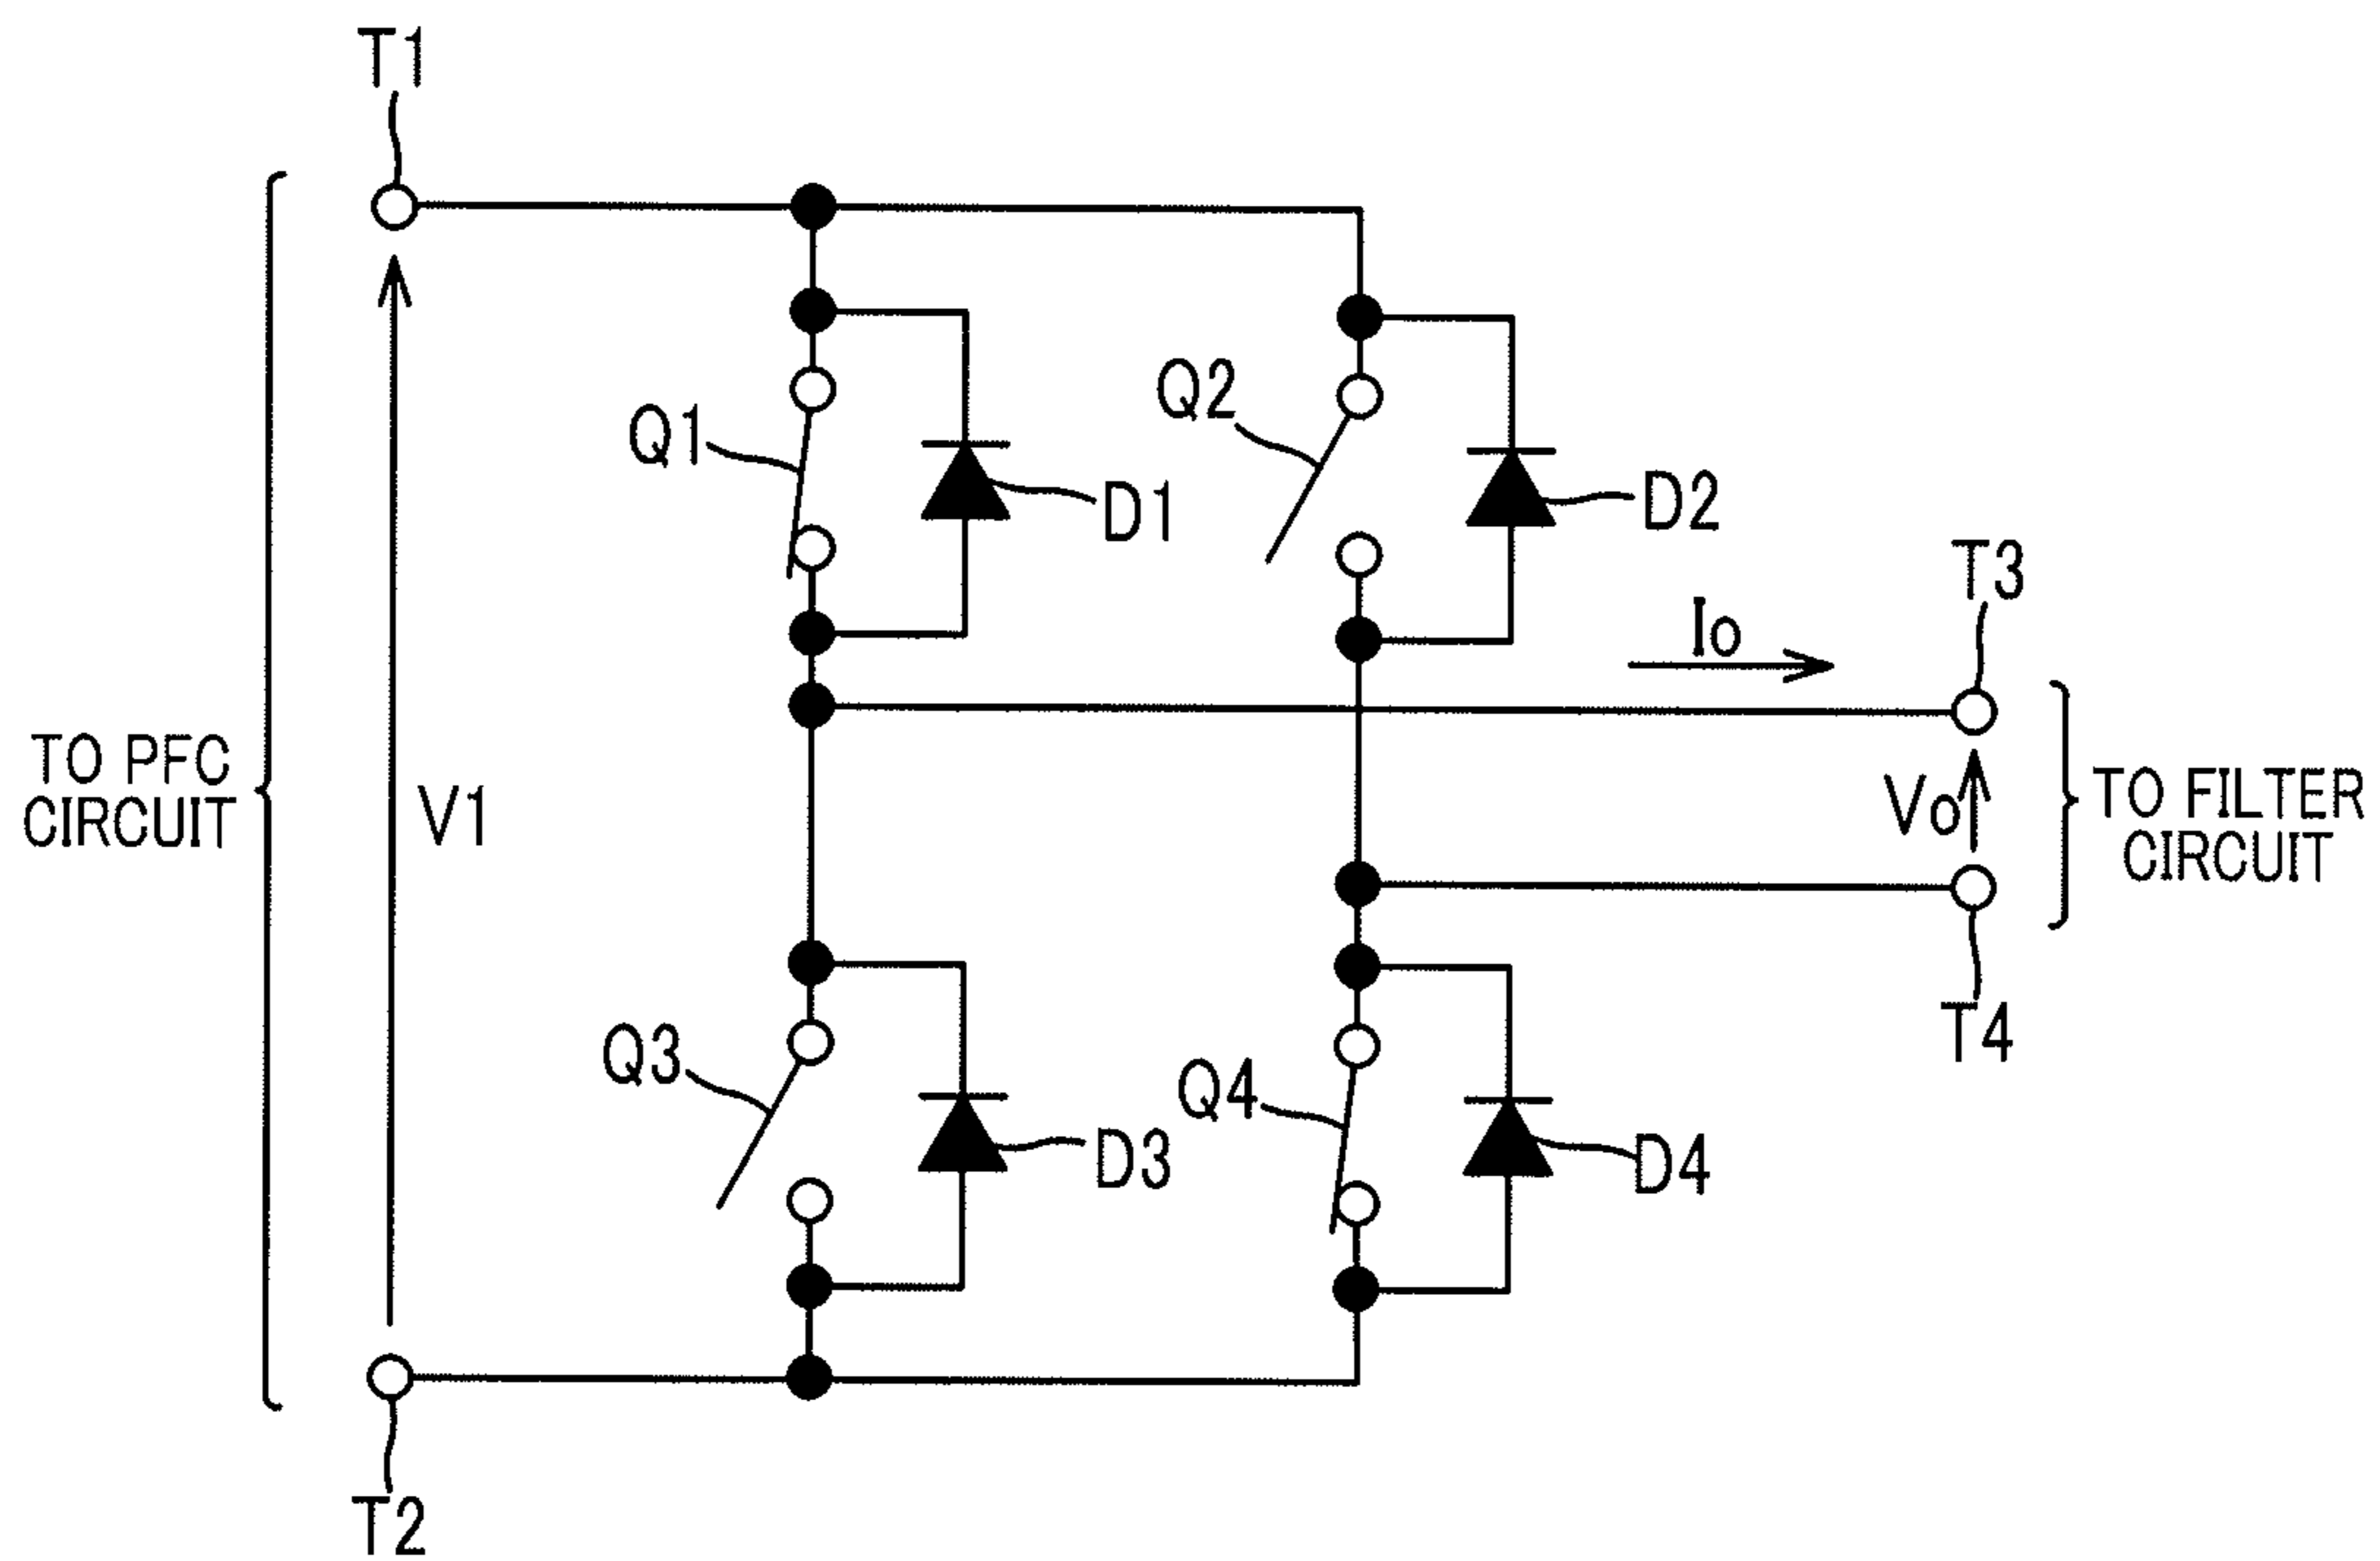 T1
Q1
D1
Q2
D2
Io
T3
TO PFC
CIRCUIT
V1
Vo
TO FILTER
CIRCUIT
T4
Q3
D3
Q4
D4
T2